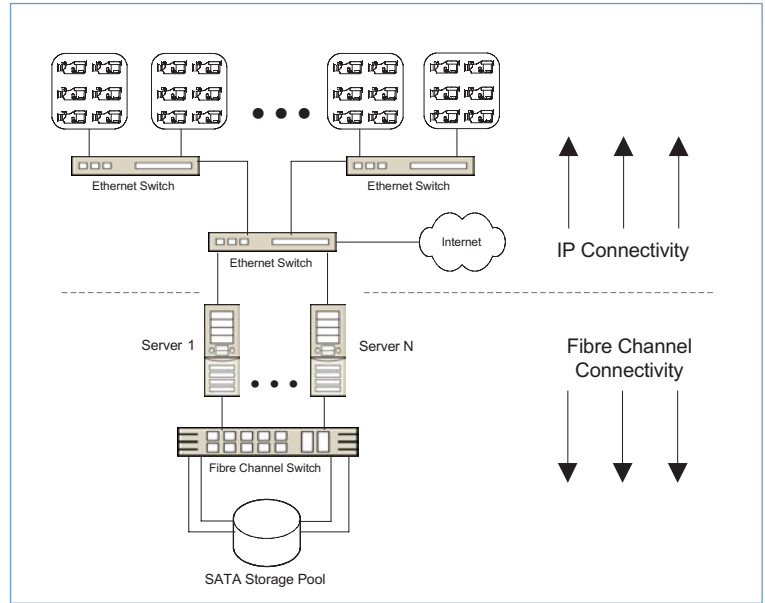 Ethernet Switch
Ethernet Switch
Ethernet Switch
Internet
IP Connectivity
Server 1
Server N
Fibre Channel
Connectivity
Fibre Channel Switch
SATA Storage Pool